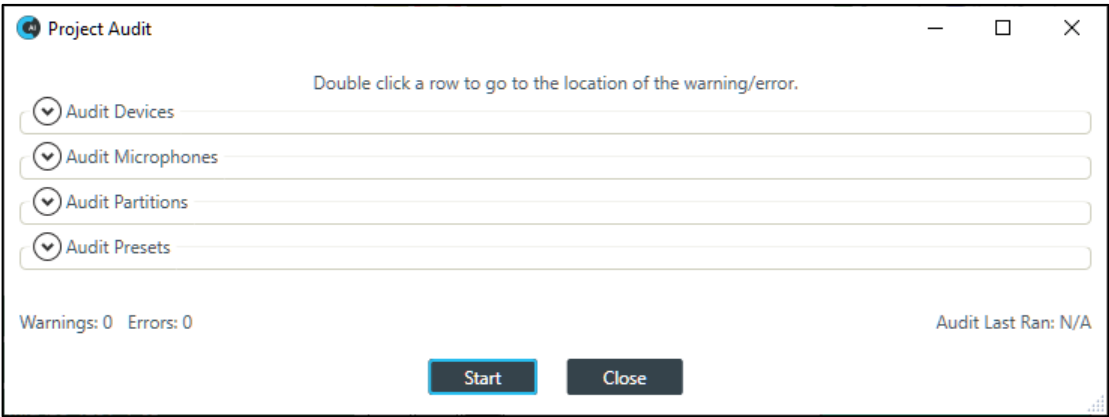 Project Audit
Double click a row to go to the location of the warning/error.
Audit Devices
Audit Microphones
Audit Partitions
Audit Presets
Warnings: 0 Errors: 0 Audit Last Ran: N/A
Start Close